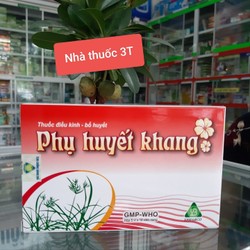 Nhà thuốc 3T
Thuốc điều kinh - bổ huyết
Phụ huyết khang
GMP-WHO